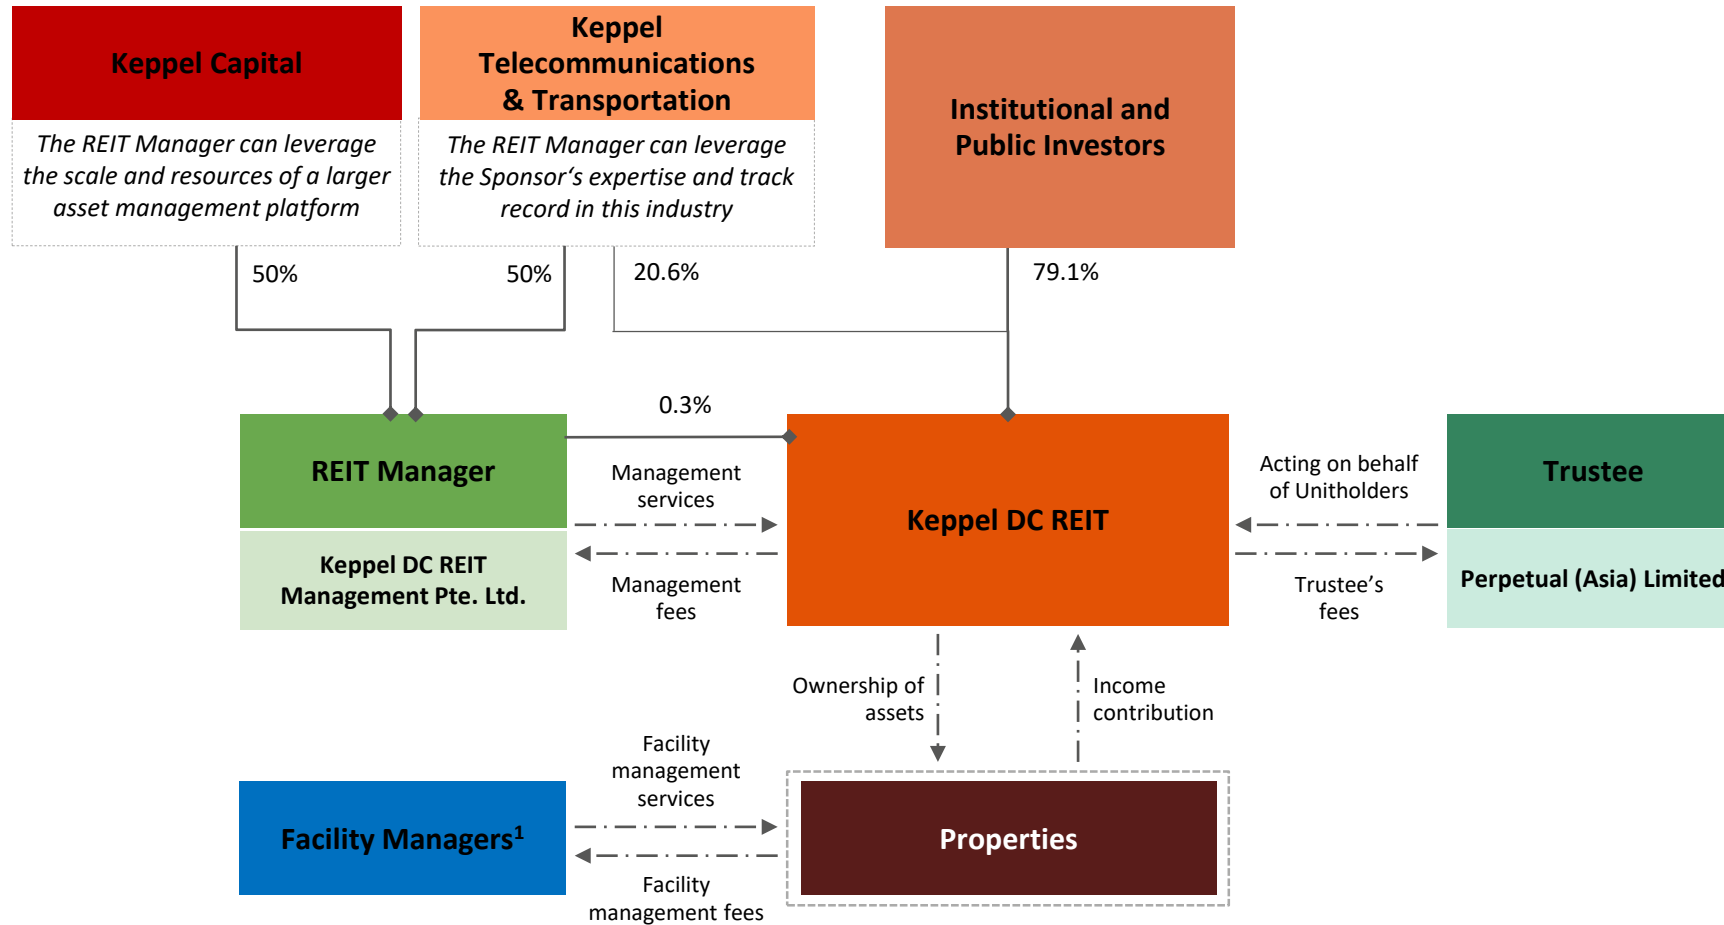 Keppel Capital
The REIT Manager can leverage
the scale and resources of a larger
asset management platform
Keppel
Telecommunications
& Transportation
The REIT Manager can leverage
the Sponsor‘s expertise and track
record in this industry
Institutional and
Public Investors
50%
50%
20.6%
79.1%
0.3%
REIT Manager
Keppel DC REIT
Management Pte. Ltd.
Management
services
Management
fees
Keppel DC REIT
Acting on behalf
of Unitholders
Trustee's
fees
Trustee
Perpetual (Asia) Limited
Ownership of
assets
Income
contribution
Facility Managers¹
Facility
management
services
Facility
management fees
Properties